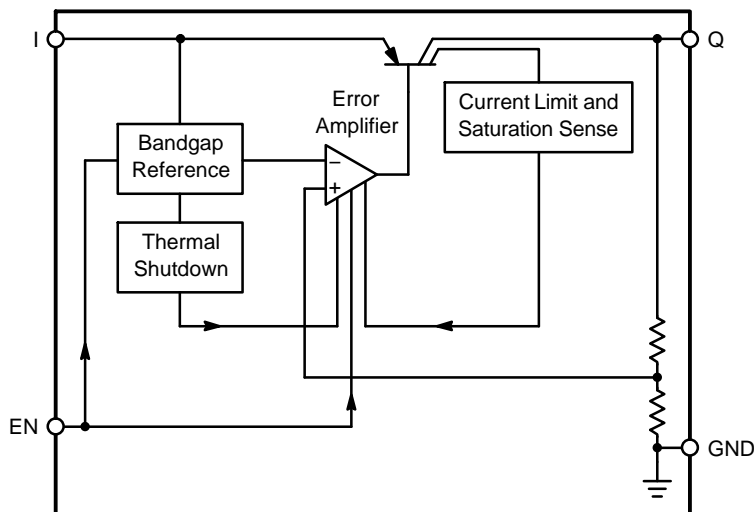 I
Q
Error
Amplifier
Current Limit and
Saturation Sense
Bandgap
Reference
−
+
Thermal
Shutdown
EN
GND